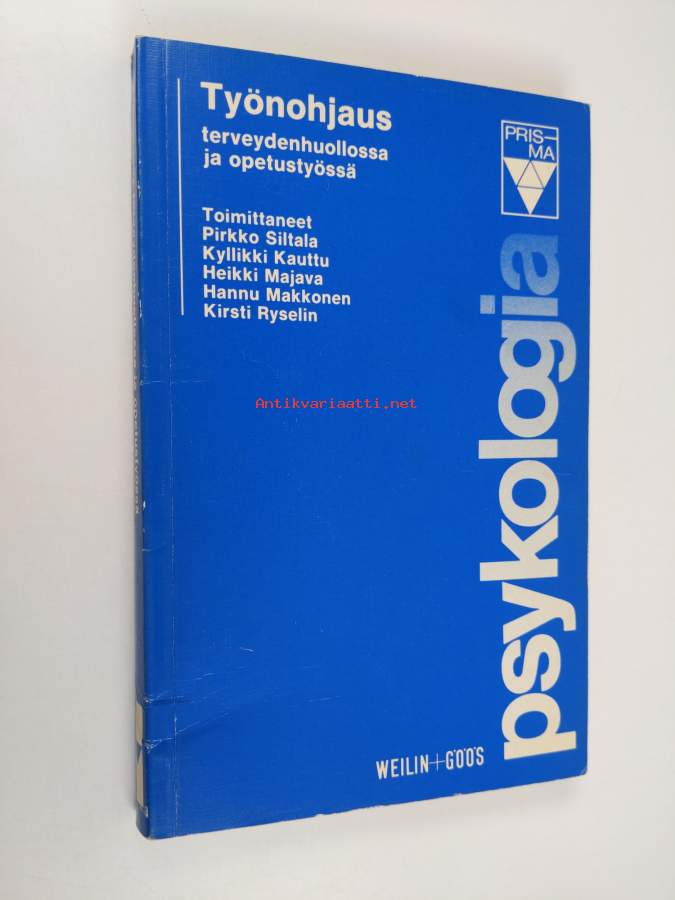 Työnohjaus
terveydenhuollossa
ja opetustyössä
Toimittaneet
Pirkko Siltala
Kyllikki Kauttu
Heikki Majava
Hannu Makkonen
Kirsti Ryselin
PRIS-
MA
psykologia
Antikvariaatti.net
WEILIN+GÖÖS